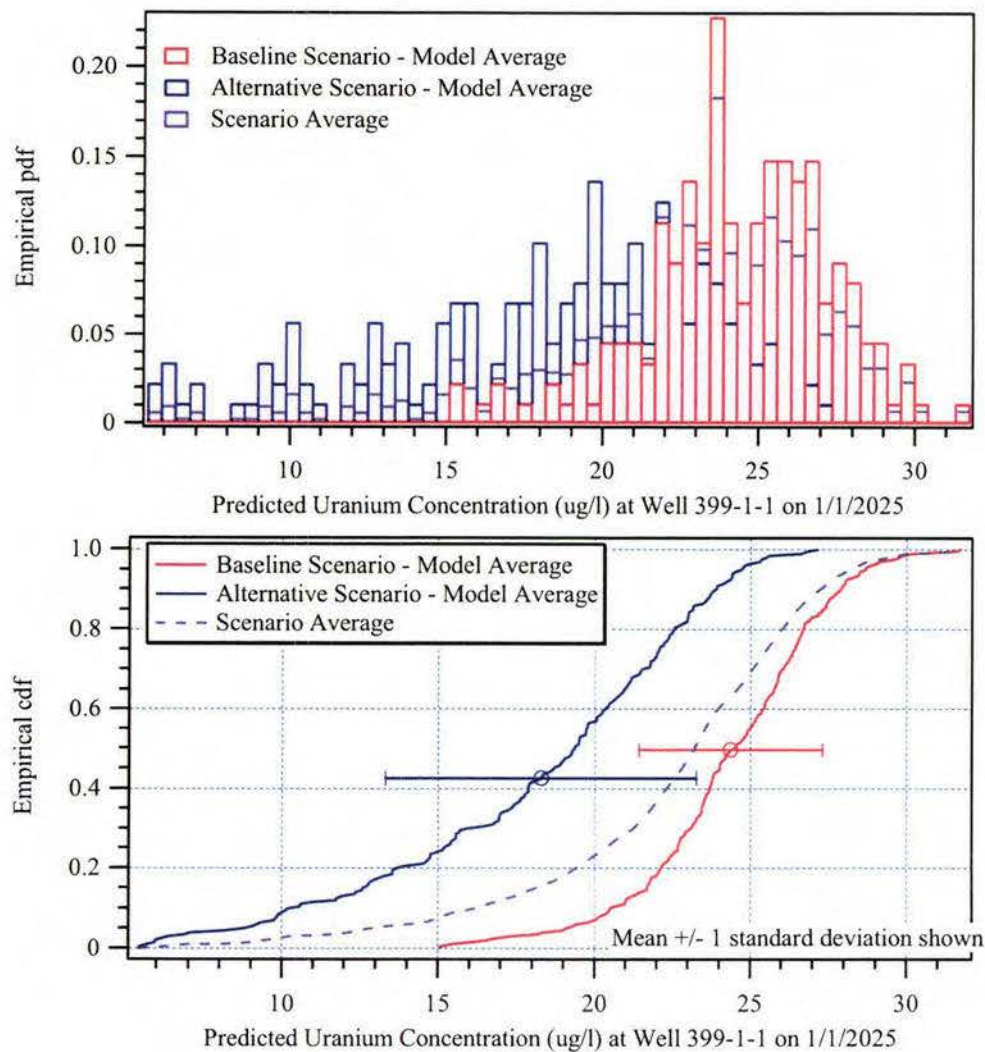 0.20
0.15
0.10
0.05
0
Empirical pdf
Baseline Scenario - Model Average
Alternative Scenario - Model Average
Scenario Average
10
15
20
25
30
Predicted Uranium Concentration (ug/l) at Well 399-1-1 on 1/1/2025
1.0
0.8
0.6
0.4
0.2
0
Empirical cdf
Baseline Scenario - Model Average
Alternative Scenario - Model Average
Scenario Average
Mean +/- 1 standard deviation shown
10
15
20
25
30
Predicted Uranium Concentration (ug/l) at Well 399-1-1 on 1/1/2025